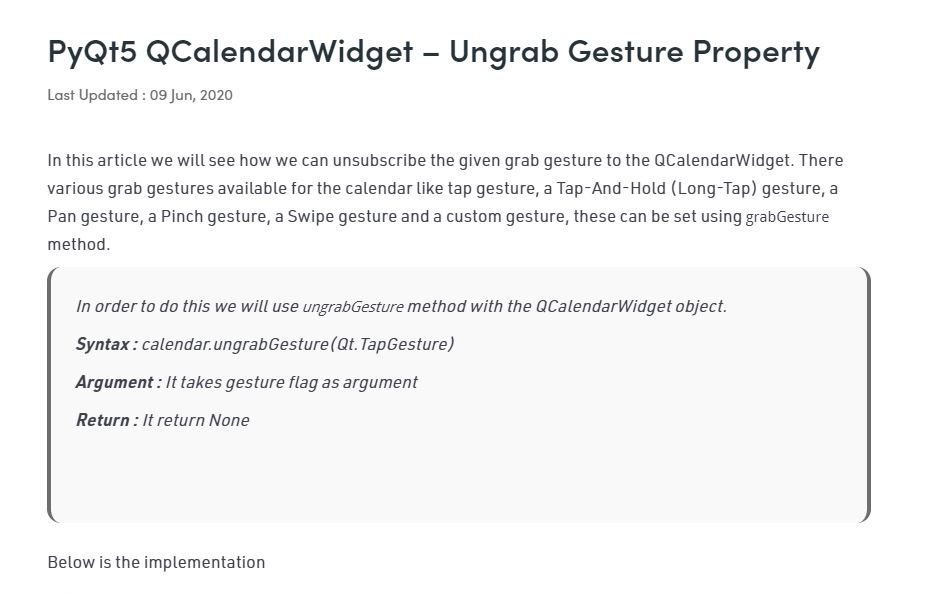 PyQt5 QCalendarWidget – Ungrab Gesture Property
Last Updated : 09 Jun, 2020
In this article we will see how we can unsubscribe the given grab gesture to the QCalendarWidget. There
various grab gestures available for the calendar like tap gesture, a Tap-And-Hold (Long-Tap) gesture, a
Pan gesture, a Pinch gesture, a Swipe gesture and a custom gesture, these can be set using grabGesture
method.
In order to do this we will use ungrabGesture method with the QCalendarWidget object.
Syntax : calendar.ungrabGesture(Qt.TapGesture)
Argument : It takes gesture flag as argument
Return : It return None
Below is the implementation